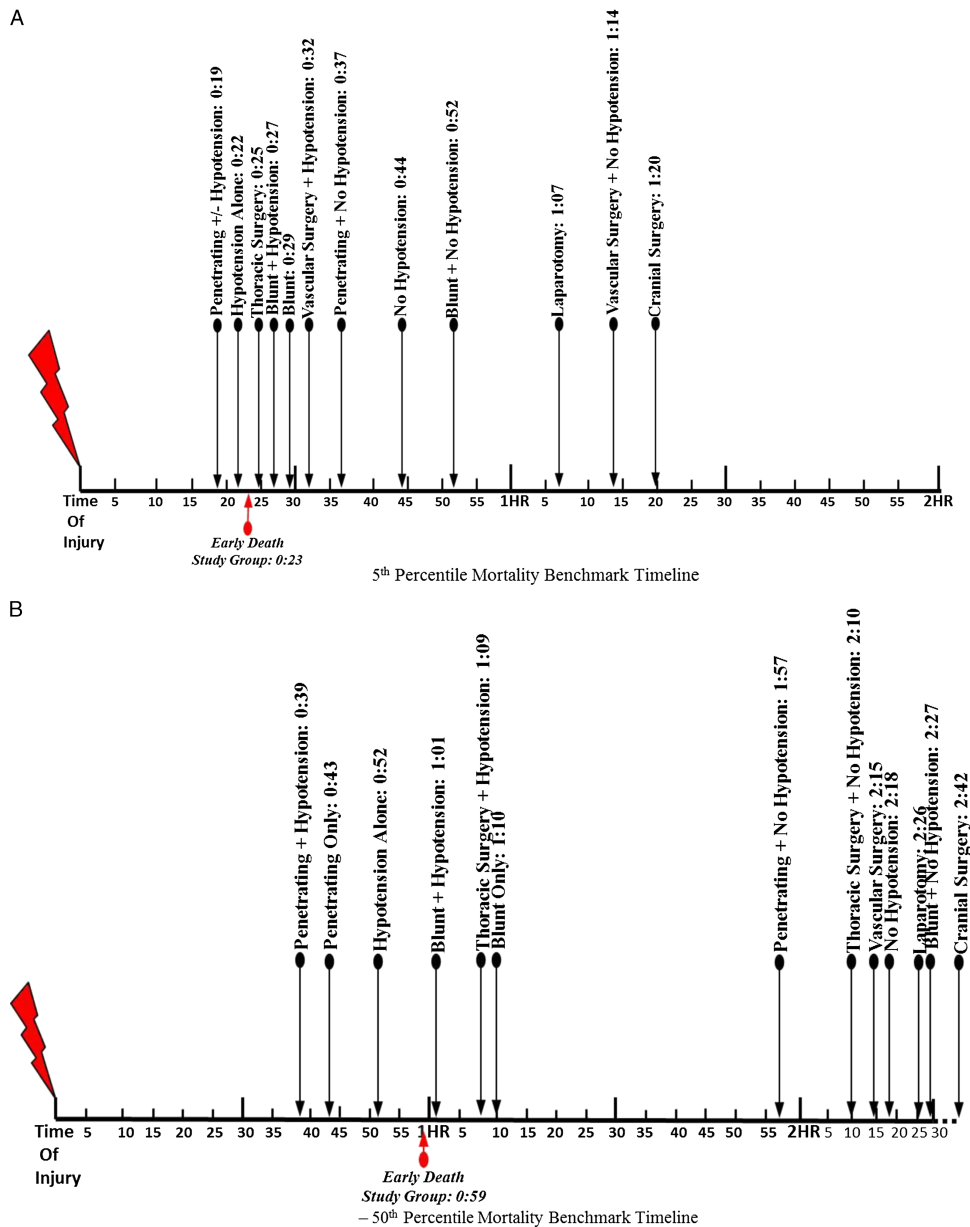 A
Penetrating +/- Hypotension: 0:19
Hypotension Alone: 0:22
Thoracic Surgery: 0:25
Blunt + Hypotension: 0:27
Blunt: 0:29
Vascular Surgery + Hypotension: 0:32
Penetrating + No Hypotension: 0:37
No Hypotension: 0:44
Blunt + No Hypotension: 0:52
Laparotomy: 1:07
Vascular Surgery + No Hypotension: 1:14
Cranial Surgery: 1:20
Time 5 10 15 20 25 30 35 40 45 50 55 1HR 5 10 15 20 25 30 35 40 45 50 55 2HR
Of
Injury
Early Death
Study Group: 0:23
5th Percentile Mortality Benchmark Timeline
B
Penetrating + Hypotension: 0:39
Penetrating Only: 0:43
Hypotension Alone: 0:52
Blunt + Hypotension: 1:01
Thoracic Surgery + Hypotension: 1:09
Blunt Only: 1:10
Penetrating + No Hypotension: 1:57
Thoracic Surgery + No Hypotension: 2:10
Vascular Surgery: 2:15
No Hypotension: 2:18
Laparotomy: 2:26
Blunt + No Hypotension: 2:27
Cranial Surgery: 2:42
Time 5 10 15 20 25 30 35 40 45 50 55 1HR 5 10 15 20 25 30 35 40 45 50 55 2HR 5 10 15 20 25 30
Of
Injury
Early Death
Study Group: 0:59
– 50th Percentile Mortality Benchmark Timeline